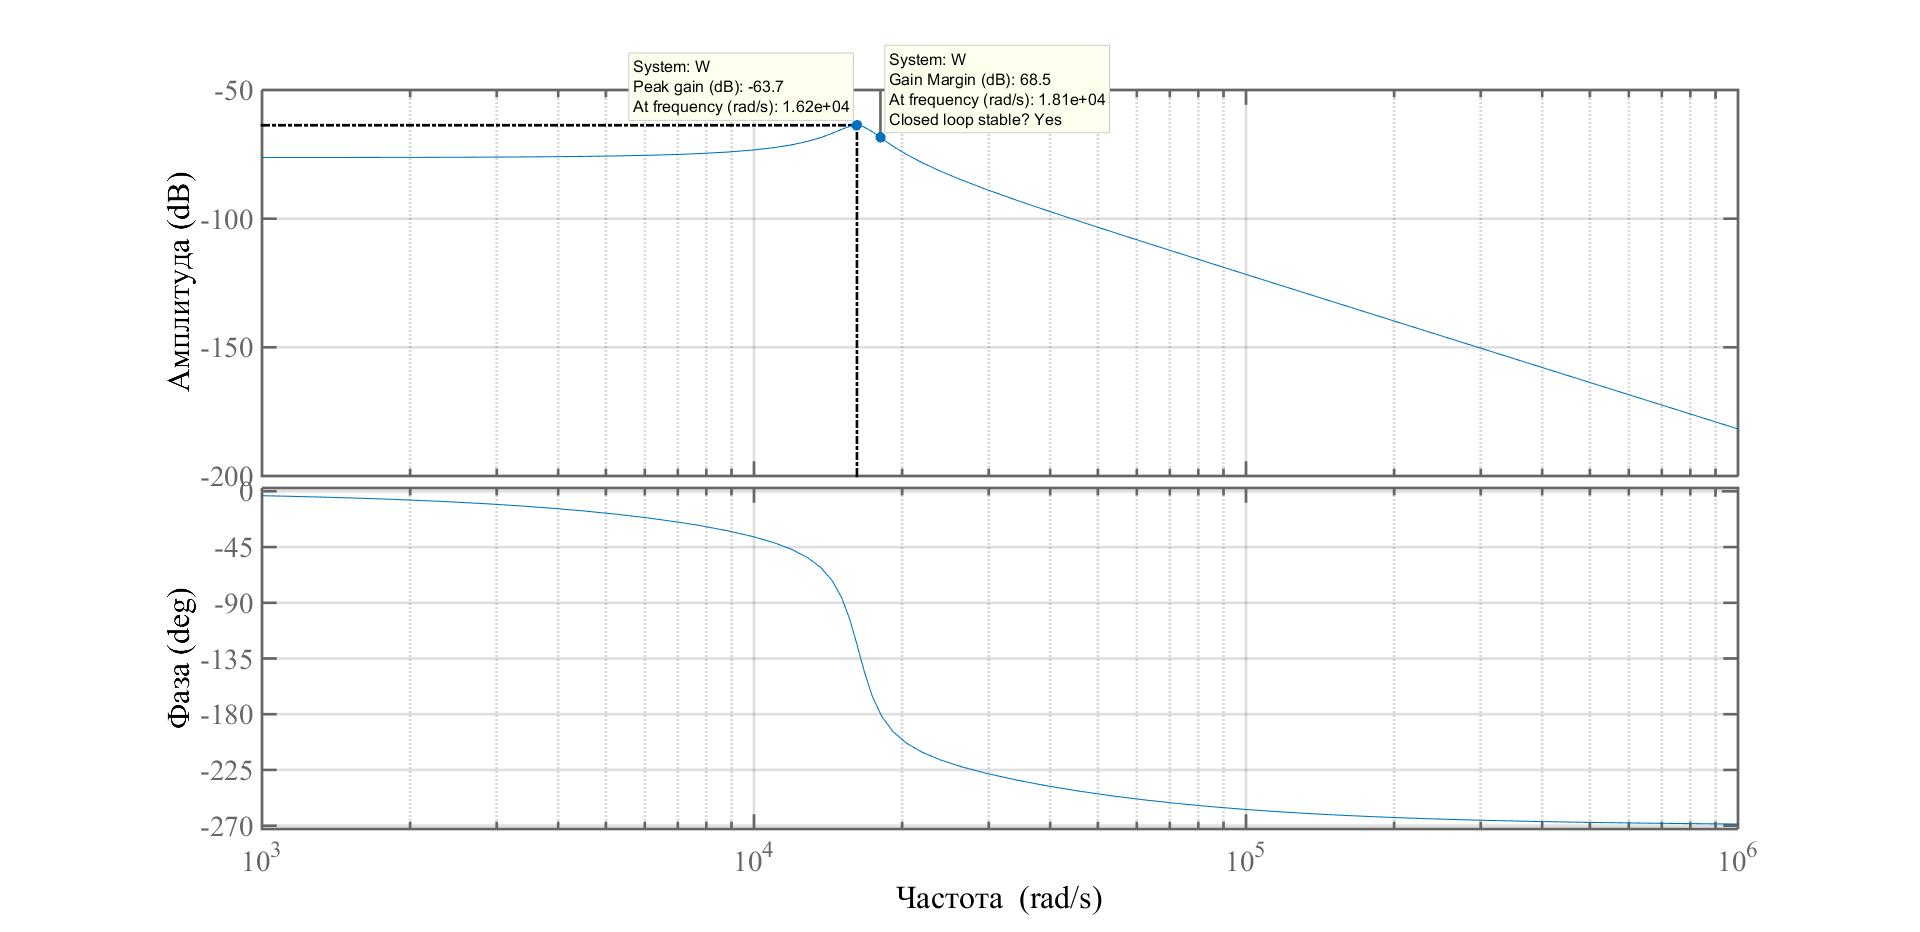 System: W
Peak gain (dB): -63.7
At frequency (rad/s): 1.62e+04
System: W
Gain Margin (dB): 68.5
At frequency (rad/s): 1.81e+04
Closed loop stable? Yes
Амплитуда (dB)
-50
-100
-150
-200
Фаза (deg)
0
-45
-90
-135
-180
-225
-270
10^3 10^4 10^5 10^6
Частота (rad/s)